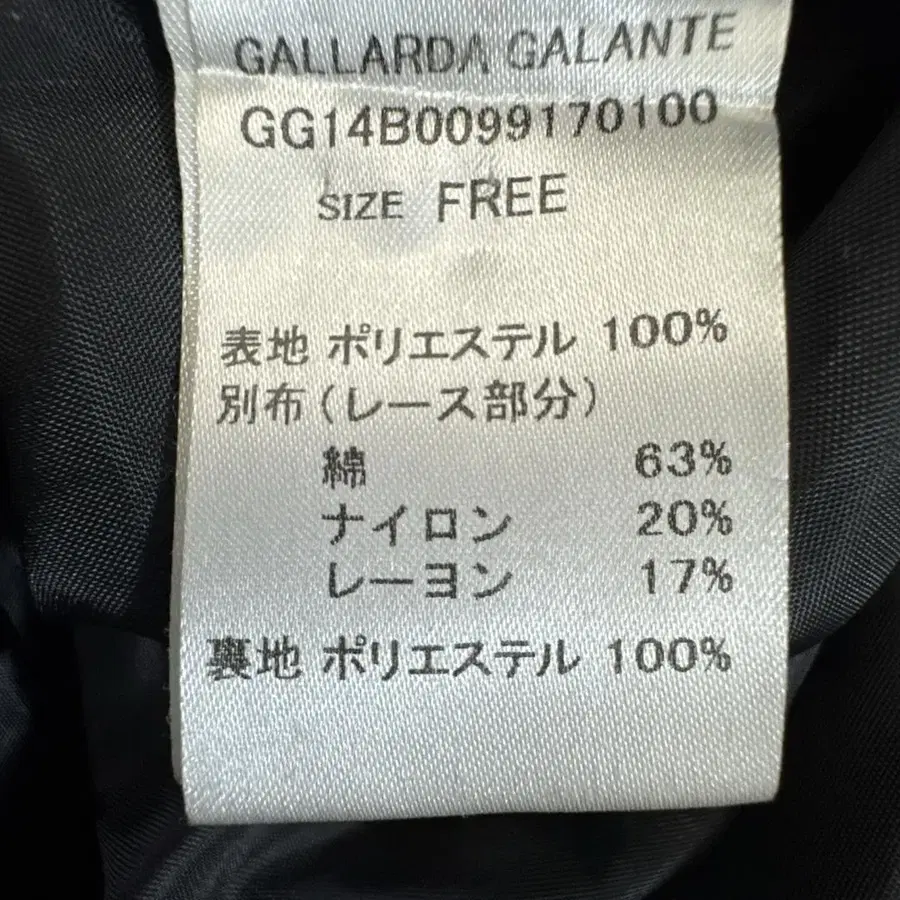 GALLARDA GALANTE
GG14B0099170100
SIZE FREE
表地 ポリエステル 100%
別布(レース部分)
綿 63%
ナイロン 20%
レーヨン 17%
裏地 ポリエステル 100%